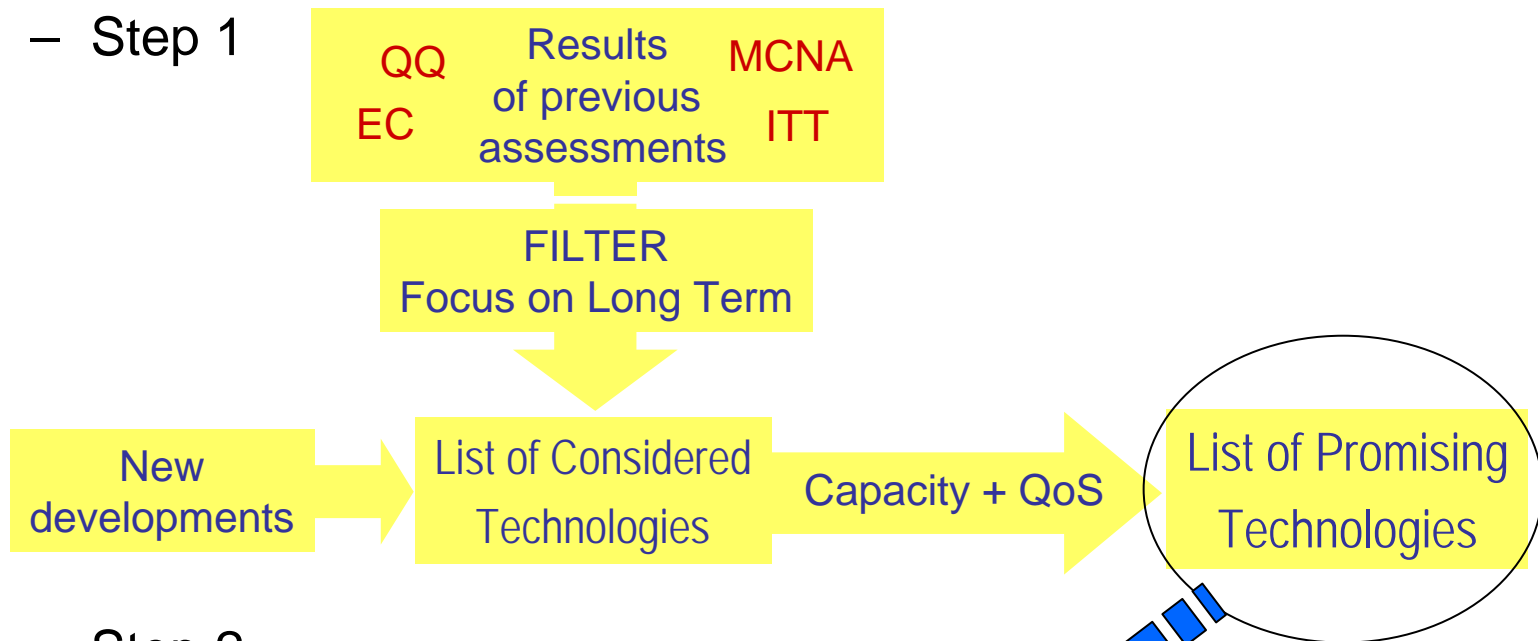 – Step 1
QQ
EC
Results
of previous
assessments
MCNA
ITT
FILTER
Focus on Long Term
New
developments
List of Considered
Technologies
Capacity + QoS
List of Promising
Technologies